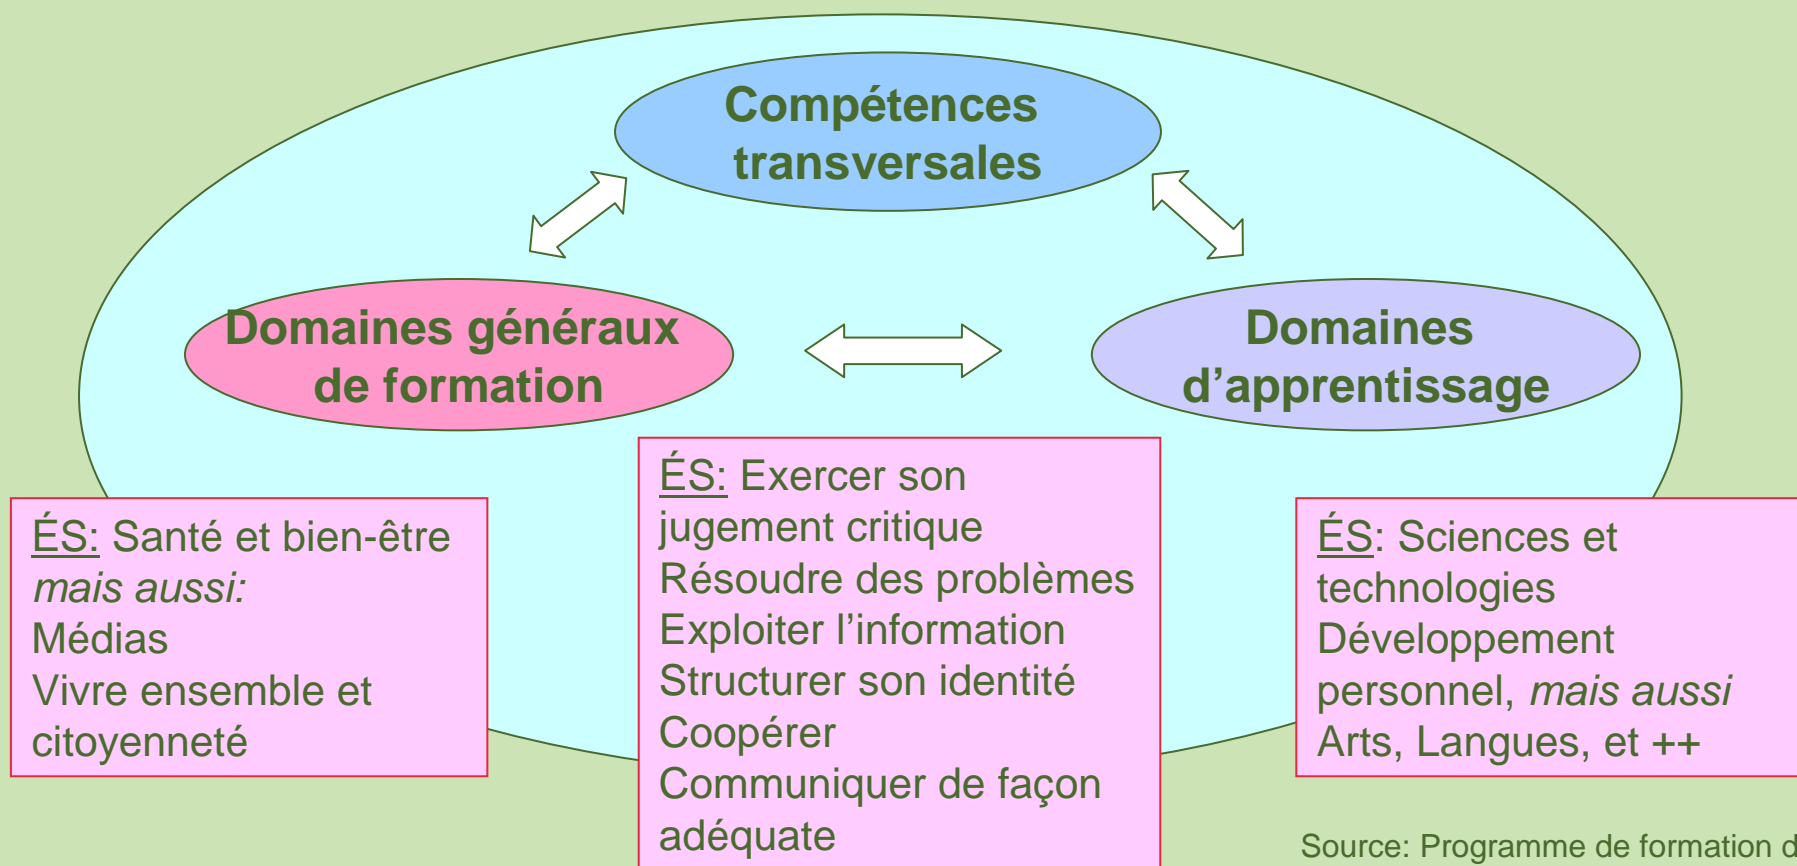 Compétences
transversales
Domaines généraux
de formation
Domaines
d’apprentissage
ÉS: Santé et bien-être
mais aussi:
Médias
Vivre ensemble et
citoyenneté
ÉS: Exercer son
jugement critique
Résoudre des problèmes
Exploiter l’information
Structurer son identité
Coopérer
Communiquer de façon
adéquate
ÉS: Sciences et
technologies
Développement
personnel, mais aussi
Arts, Langues, et ++
Source: Programme de formation d